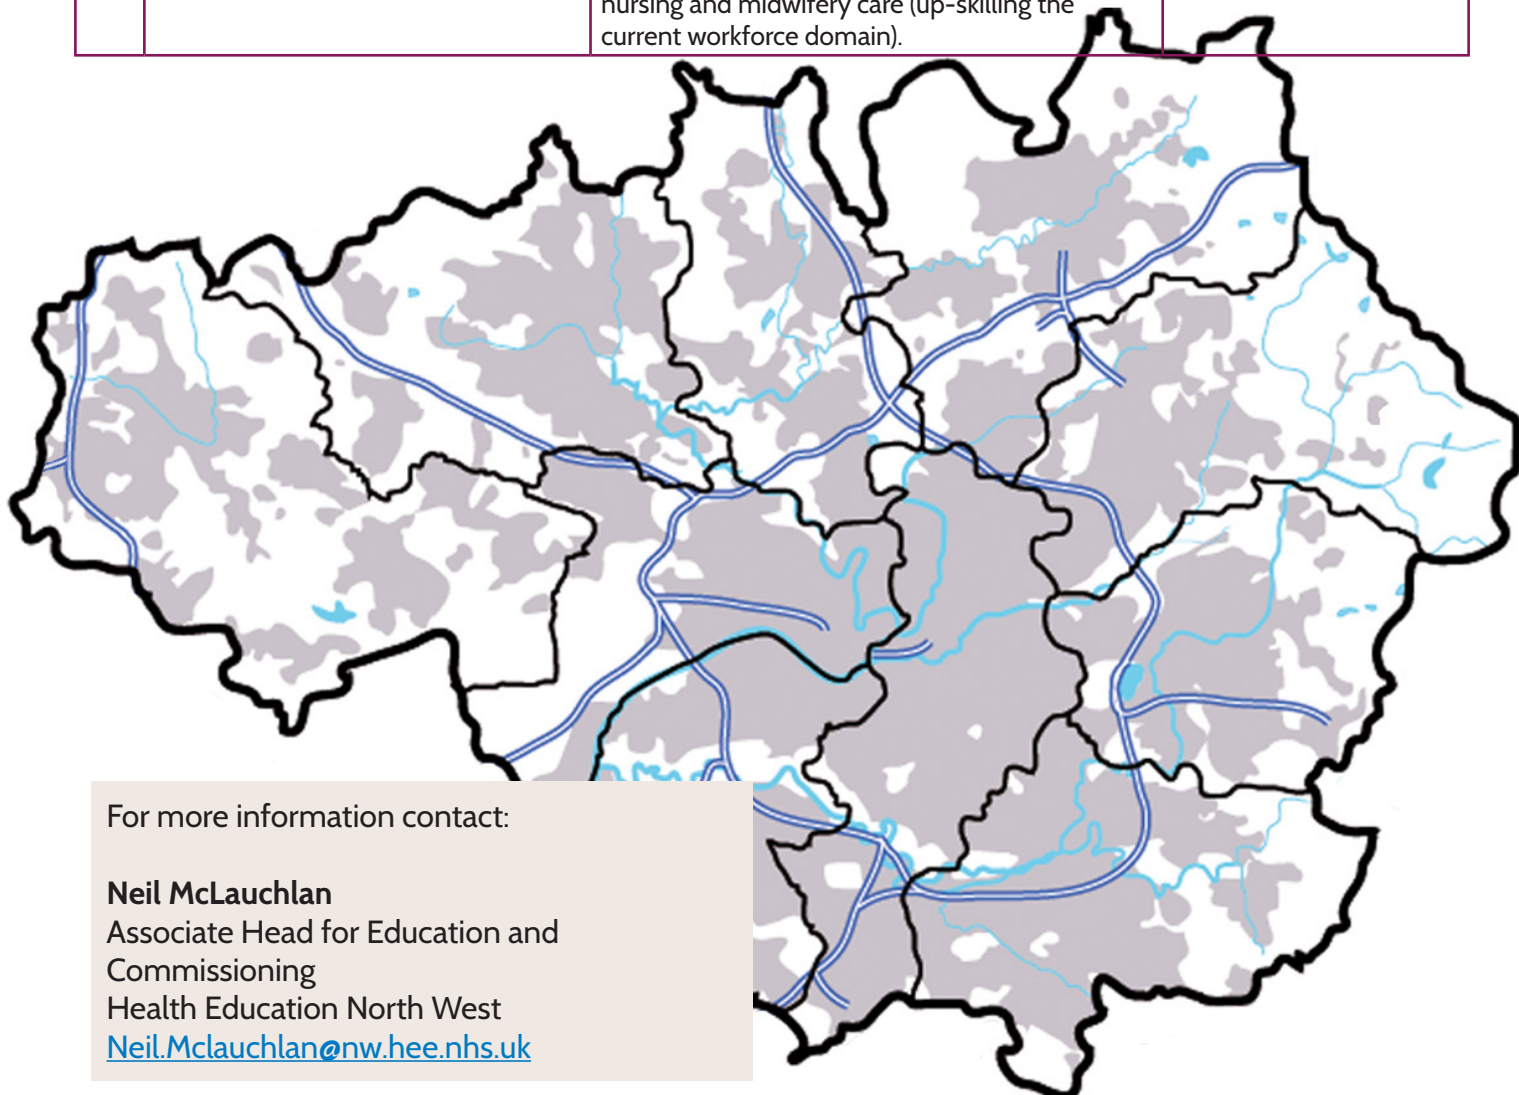 nursing and midwifery care (up-skilling the
current workforce domain).
For more information contact:
Neil McLauchlan
Associate Head for Education and
Commissioning
Health Education North West
Neil.Mclauchlan@nw.hee.nhs.uk